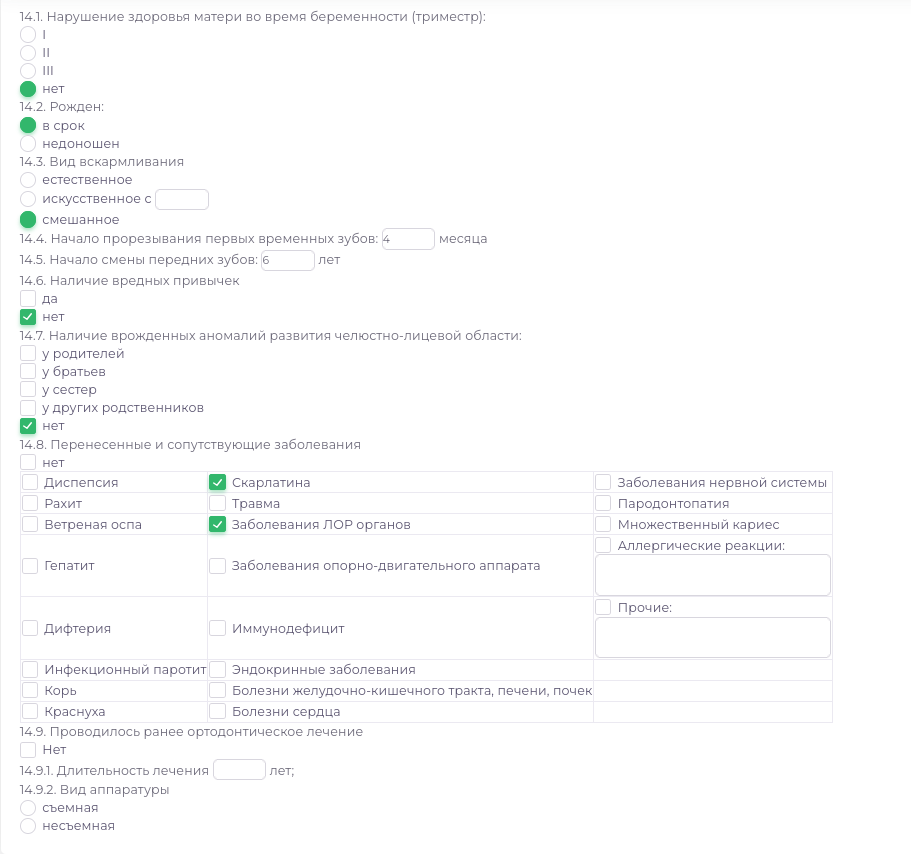 14.1. Нарушение здоровья матери во время беременности (триместр):
I
II
III
нет
14.2. Рожден:
в срок
недоношен
14.3. Вид вскармливания
естественное
искусственное с
смешанное
14.4. Начало прорезывания первых временных зубов: 4 месяца
14.5. Начало смены передних зубов: 6 лет
14.6. Наличие вредных привычек
да
нет
14.7. Наличие врожденных аномалий развития челюстно-лицевой области:
у родителей
у братьев
у сестер
у других родственников
нет
14.8. Перенесенные и сопутствующие заболевания
нет
Диспепсия Скарлатина Заболевания нервной системы
Рахит Травма Пародонтопатия
Ветреная оспа Заболевания ЛОР органов Множественный кариес
Аллергические реакции:
Гепатит Заболевания опорно-двигательного аппарата
Прочие:
Дифтерия Иммунодефицит
Инфекционный паротит Эндокринные заболевания
Корь Болезни желудочно-кишечного тракта, печени, почек
Краснуха Болезни сердца
14.9. Проводилось ранее ортодонтическое лечение
Нет
14.9.1. Длительность лечения лет;
14.9.2. Вид аппаратуры
съемная
несъемная